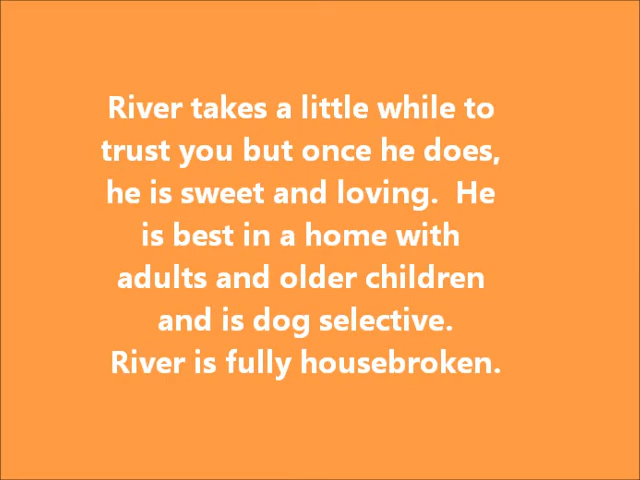 River takes a little while to
trust you but once he does,
he is sweet and loving.  He
is best in a home with
adults and older children
and is dog selective.
River is fully housebroken.